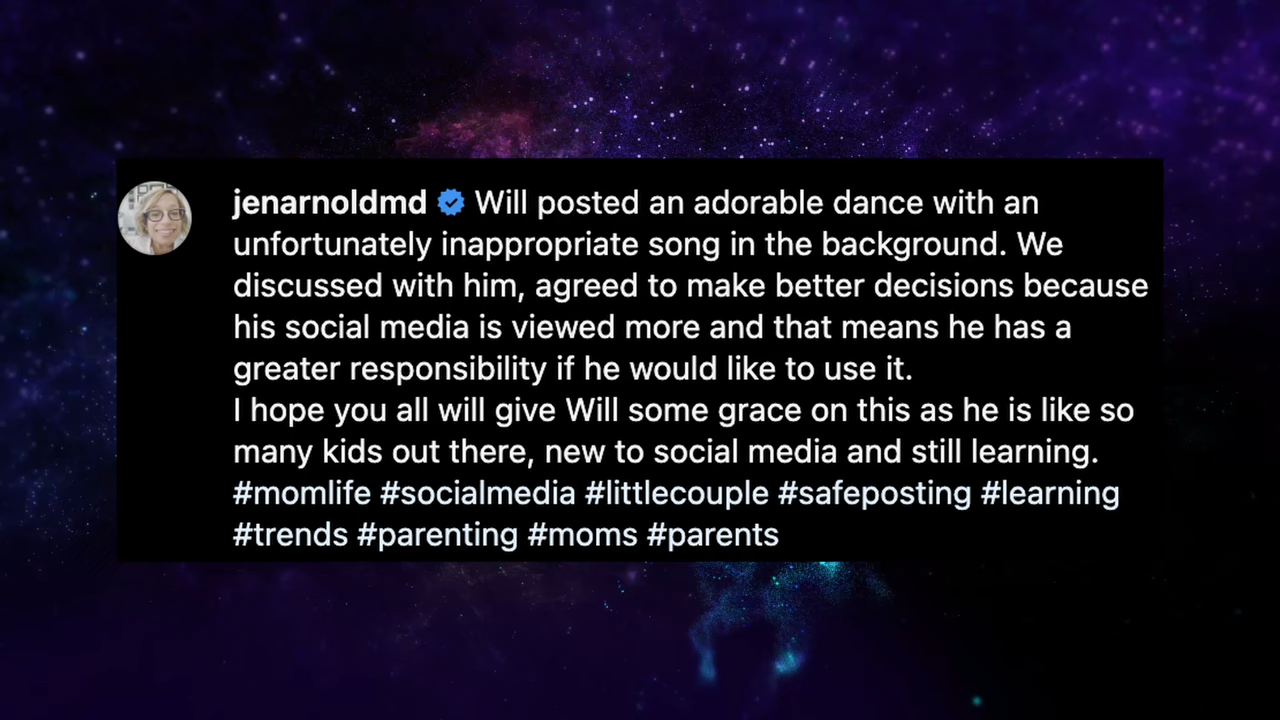 jenarnoldmd Will posted an adorable dance with an
unfortunately inappropriate song in the background. We
discussed with him, agreed to make better decisions because
his social media is viewed more and that means he has a
greater responsibility if he would like to use it.
I hope you all will give Will some grace on this as he is like so
many kids out there, new to social media and still learning.
#momlife #socialmedia #littlecouple #safeposting #learning
#trends #parenting #moms #parents